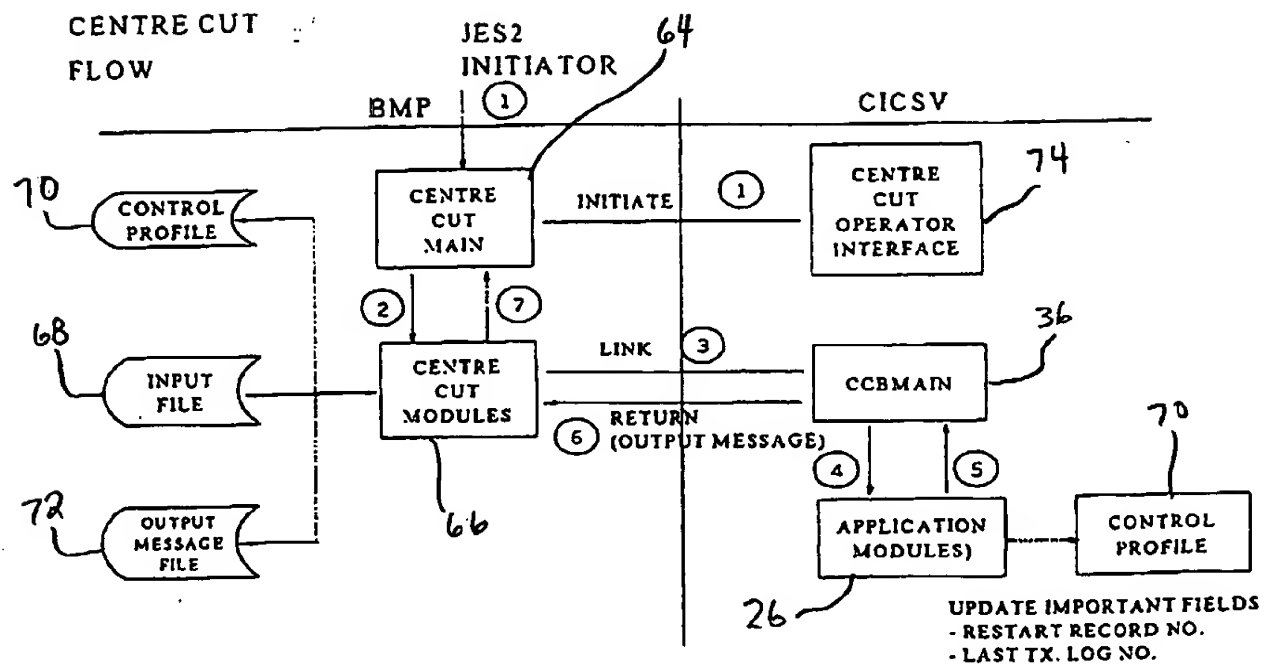 CENTRE CUT
FLOW
JES2
INITIATOR
64
BMP
1
CICSV
70
CONTROL
PROFILE
CENTRE
CUT
MAIN
INITIATE
1
CENTRE
CUT
OPERATOR
INTERFACE
74
2
7
68
INPUT
FILE
CENTRE
CUT
MODULES
LINK
3
CCBMAIN
36
6
RETURN
(OUTPUT MESSAGE)
4
5
70
72
OUTPUT
MESSAGE
FILE
66
APPLICATION
MODULES)
CONTROL
PROFILE
26
UPDATE IMPORTANT FIELDS
- RESTART RECORD NO.
- LAST TX. LOG NO.